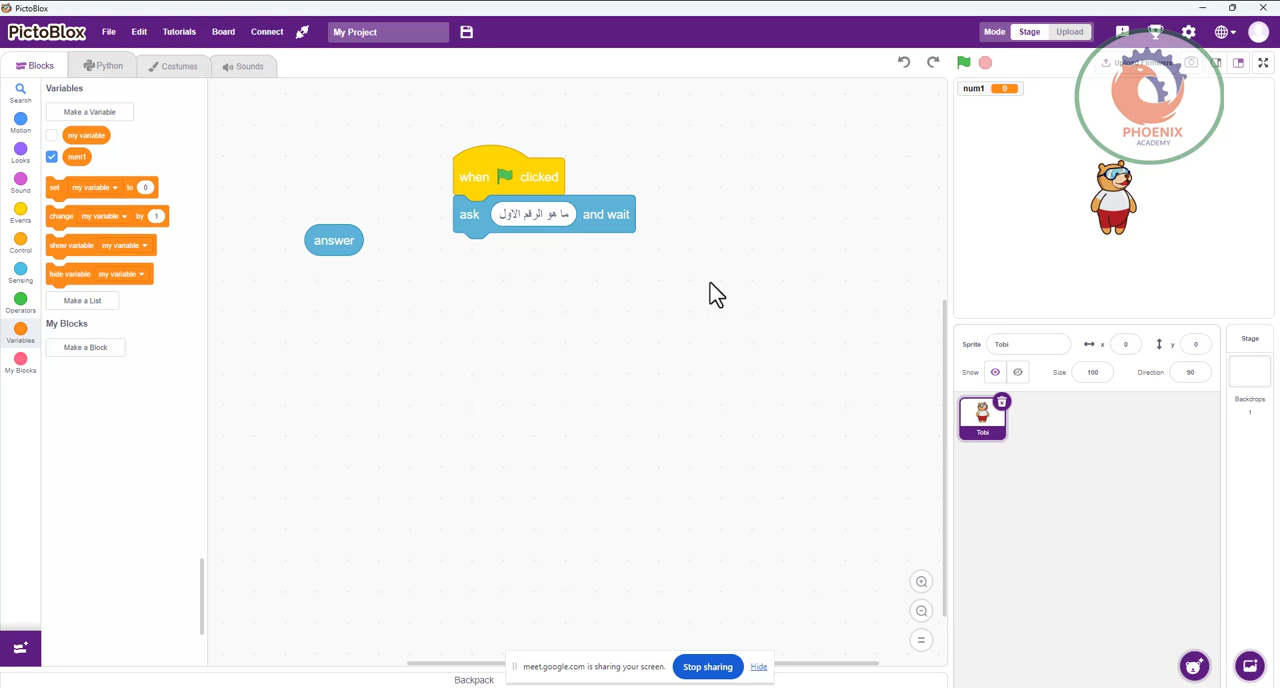 PictoBlox
PictoBlox File Edit Tutorials Board Connect My Project Mode Stage Upload
Blocks Python Costumes Sounds
Search
Motion
Looks
Sound
Events
Control
Sensing
Operators
Variables
My Blocks
Variables
Make a Variable
my variable
num1
set my variable to 0
change my variable by 1
show variable my variable
hide variable my variable
Make a List
My Blocks
Make a Block
answer
when clicked
ask ما هو الرقم الاول and wait
Upload Firmware
num1 0
PHOENIX
ACADEMY
Sprite Tobi x 0 y 0
Show Size 100 Direction 90
Tobi
Stage
Backdrops
1
meet.google.com is sharing your screen. Stop sharing Hide
Backpack